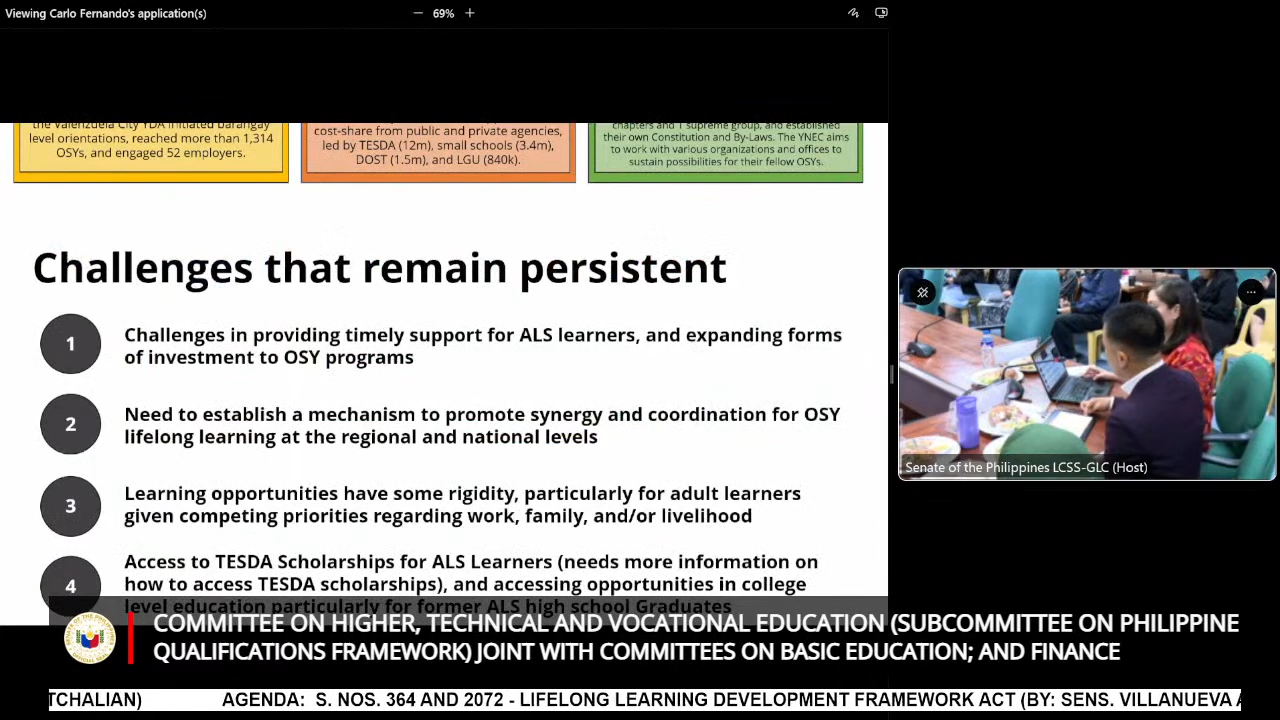 Viewing Carlo Fernando's application(s)
69%
the Valenzuela City YDA initiated barangay
level orientations, reached more than 1,314
OSYs, and engaged 52 employers.
cost-share from public and private agencies,
led by TESDA (12m), small schools (3.4m),
DOST (1.5m), and LGU (840k).
chapters and 1 supreme group, and established
their own Constitution and By-Laws. The YNEC aims
to work with various organizations and offices to
sustain possibilities for their fellow OSYs.
Challenges that remain persistent
1
Challenges in providing timely support for ALS learners, and expanding forms
of investment to OSY programs
2
Need to establish a mechanism to promote synergy and coordination for OSY
lifelong learning at the regional and national levels
3
Learning opportunities have some rigidity, particularly for adult learners
given competing priorities regarding work, family, and/or livelihood
4
Access to TESDA Scholarships for ALS Learners (needs more information on
how to access TESDA scholarships), and accessing opportunities in college
level education particularly for former ALS high school Graduates
Senate of the Philippines LCSS-GLC (Host)
COMMITTEE ON HIGHER, TECHNICAL AND VOCATIONAL EDUCATION (SUBCOMMITTEE ON PHILIPPINE
QUALIFICATIONS FRAMEWORK) JOINT WITH COMMITTEES ON BASIC EDUCATION; AND FINANCE
TCHALIAN) AGENDA: S. NOS. 364 AND 2072 - LIFELONG LEARNING DEVELOPMENT FRAMEWORK ACT (BY: SENS. VILLANUEVA